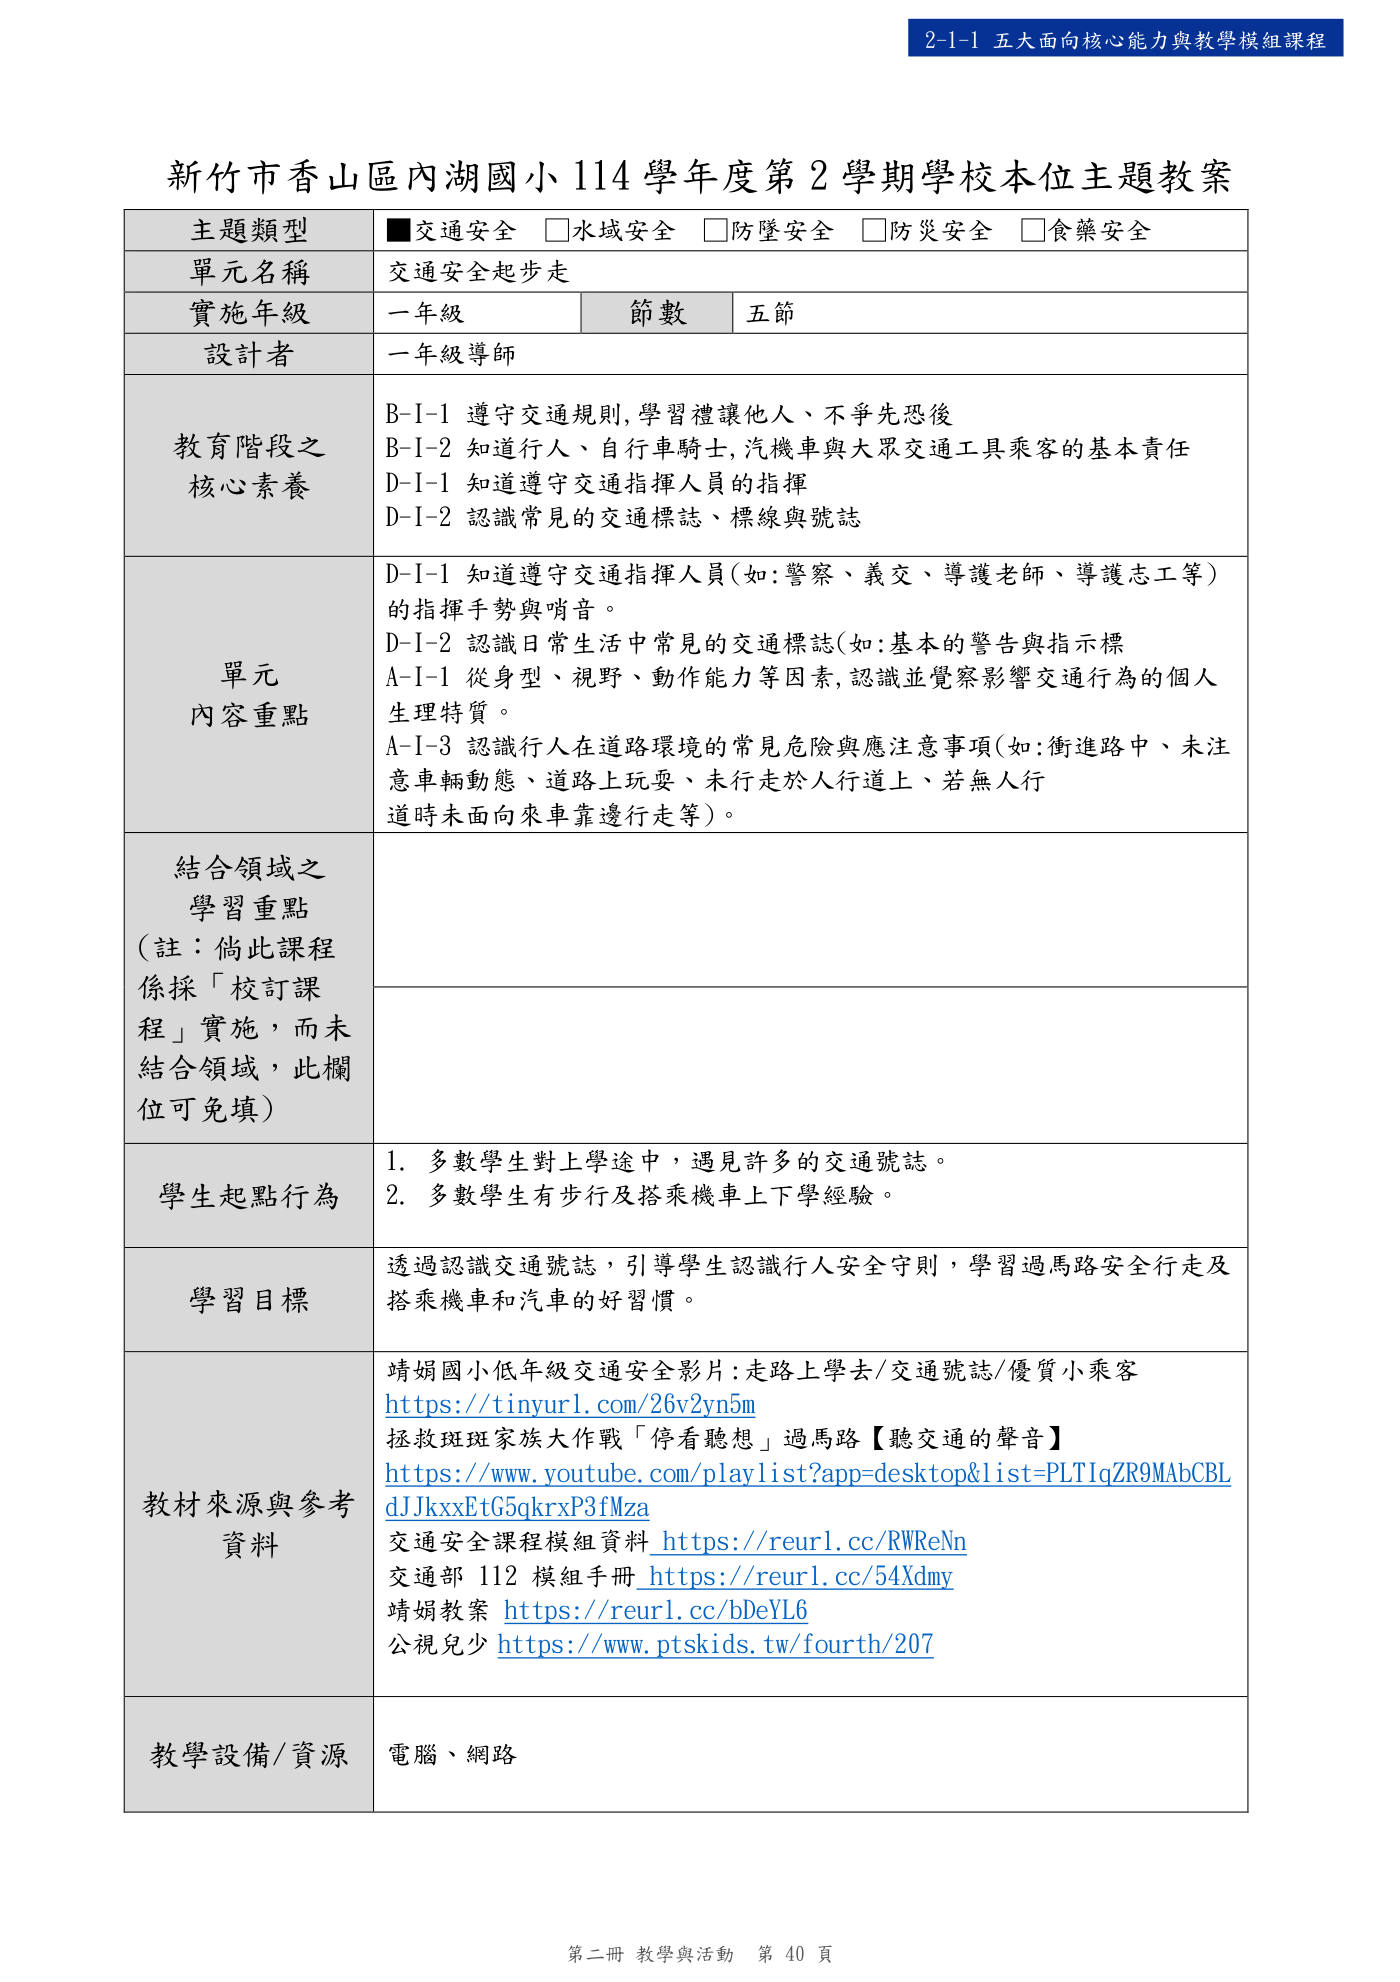 2-1-1 五大面向核心能力與教學模組課程
新竹市香山區內湖國小 114 學年度第 2 學期學校本位主題教案
主題類型 ■交通安全 □水域安全 □防墜安全 □防災安全 □食藥安全
單元名稱 交通安全起步走
實施年級 一年級 節數 五節
設計者 一年級導師
教育階段之
核心素養
B-I-1 遵守交通規則,學習禮讓他人、不爭先恐後
B-I-2 知道行人、自行車騎士,汽機車與大眾交通工具乘客的基本責任
D-I-1 知道遵守交通指揮人員的指揮
D-I-2 認識常見的交通標誌、標線與號誌
單元
內容重點
D-I-1 知道遵守交通指揮人員(如:警察、義交、導護老師、導護志工等)
的指揮手勢與哨音。
D-I-2 認識日常生活中常見的交通標誌(如:基本的警告與指示標
A-I-1 從身型、視野、動作能力等因素,認識並覺察影響交通行為的個人
生理特質。
A-I-3 認識行人在道路環境的常見危險與應注意事項(如:衝進路中、未注
意車輛動態、道路上玩耍、未行走於人行道上、若無人行
道時未面向來車靠邊行走等)。
結合領域之
學習重點
(註：倘此課程
係採「校訂課
程」實施，而未
結合領域，此欄
位可免填)
學生起點行為
1. 多數學生對上學途中，遇見許多的交通號誌。
2. 多數學生有步行及搭乘機車上下學經驗。
學習目標
透過認識交通號誌，引導學生認識行人安全守則，學習過馬路安全行走及
搭乘機車和汽車的好習慣。
教材來源與參考
資料
靖娟國小低年級交通安全影片:走路上學去/交通號誌/優質小乘客
https://tinyurl.com/26v2yn5m
拯救斑斑家族大作戰「停看聽想」過馬路【聽交通的聲音】
https://www.youtube.com/playlist?app=desktop&list=PLTIqZR9MAbCBL
dJJkxxEtG5qkrxP3fMza
交通安全課程模組資料 https://reurl.cc/RWReNn
交通部 112 模組手冊 https://reurl.cc/54Xdmy
靖娟教案 https://reurl.cc/bDeYL6
公視兒少 https://www.ptskids.tw/fourth/207
教學設備/資源 電腦、網路
第二冊 教學與活動 第 40 頁